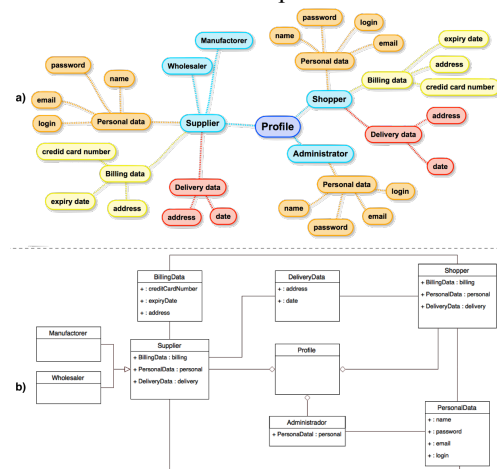 password
login
name
email
Manufactorer
Personal data
expiry date
Wholesaler
Billing data
address
password
name
Shopper
credid card number
a)
email
Personal data
Supplier
Profile
address
login
Delivery data
Administrator
credid card number
date
Billing data
Delivery data
Personal data
login
expiry date
address
address
date
name
email
password
BillingData
+ : creditCardNumber
+ : expiryDate
+ : address
DeliveryData
+ : address
+ : date
Shopper
+ BillingData : billing
+ PersonalData : personal
+ DeliveryData : delivery
Manufactorer
Supplier
+ BillingData : billing
+ PersonalData : personal
+ DeliveryData : delivery
Profile
b)
Wholesaler
Administrador
+ PersonaDatal : personal
PersonalData
+ : name
+ : password
+ : email
+ : login